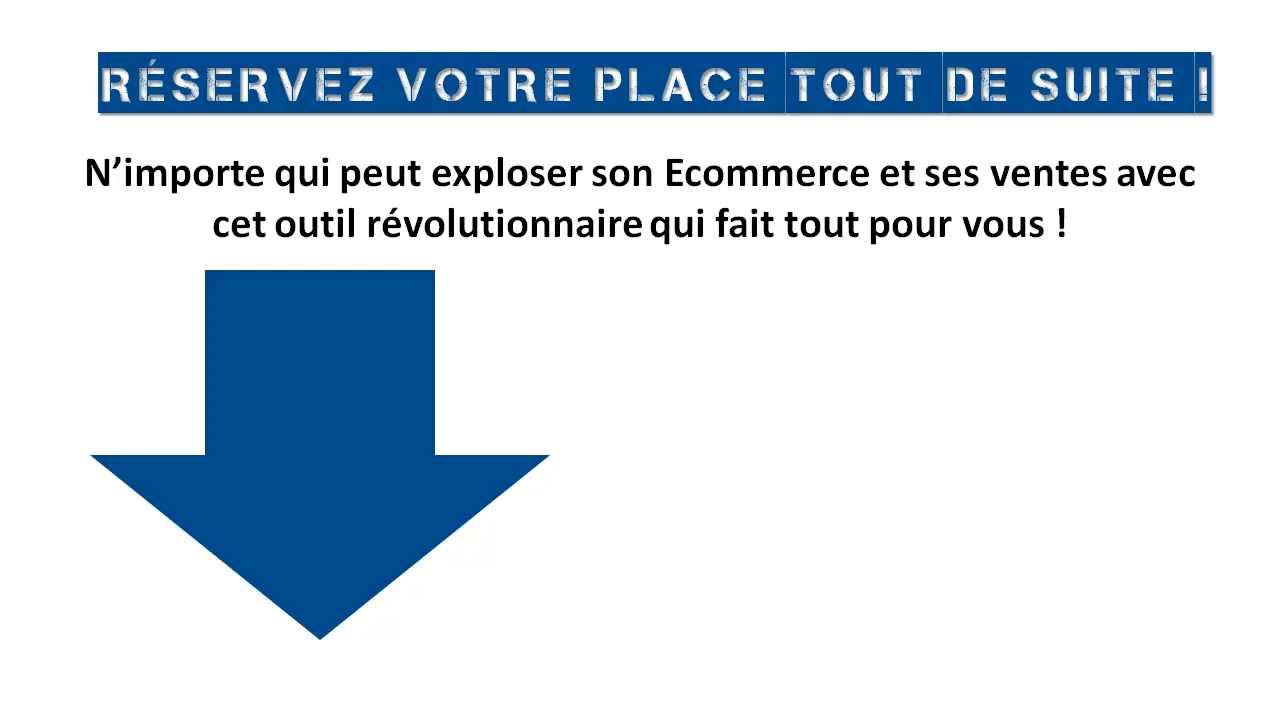 RÉSERVEZ VOTRE PLACE TOUT DE SUITE !
N’importe qui peut exploser son Ecommerce et ses ventes avec
cet outil révolutionnaire qui fait tout pour vous !